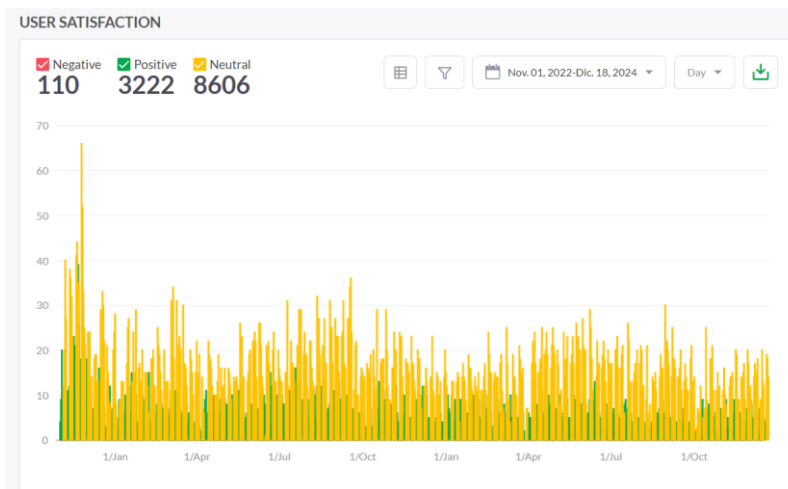 USER SATISFACTION
Negative Positive Neutral
110 3222 8606
Nov. 01, 2022-Dic. 18, 2024
Day
70
60
50
40
30
20
10
0
1/Jan 1/Apr 1/Jul 1/Oct 1/Jan 1/Apr 1/Jul 1/Oct